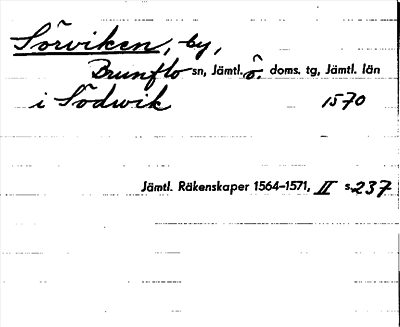 Sörviken, by,
Brunflo sn, Jämtl. ö. doms. tg, Jämtl. län
i Södwik 1570
Jämtl. Räkenskaper 1564–1571, II s. 237